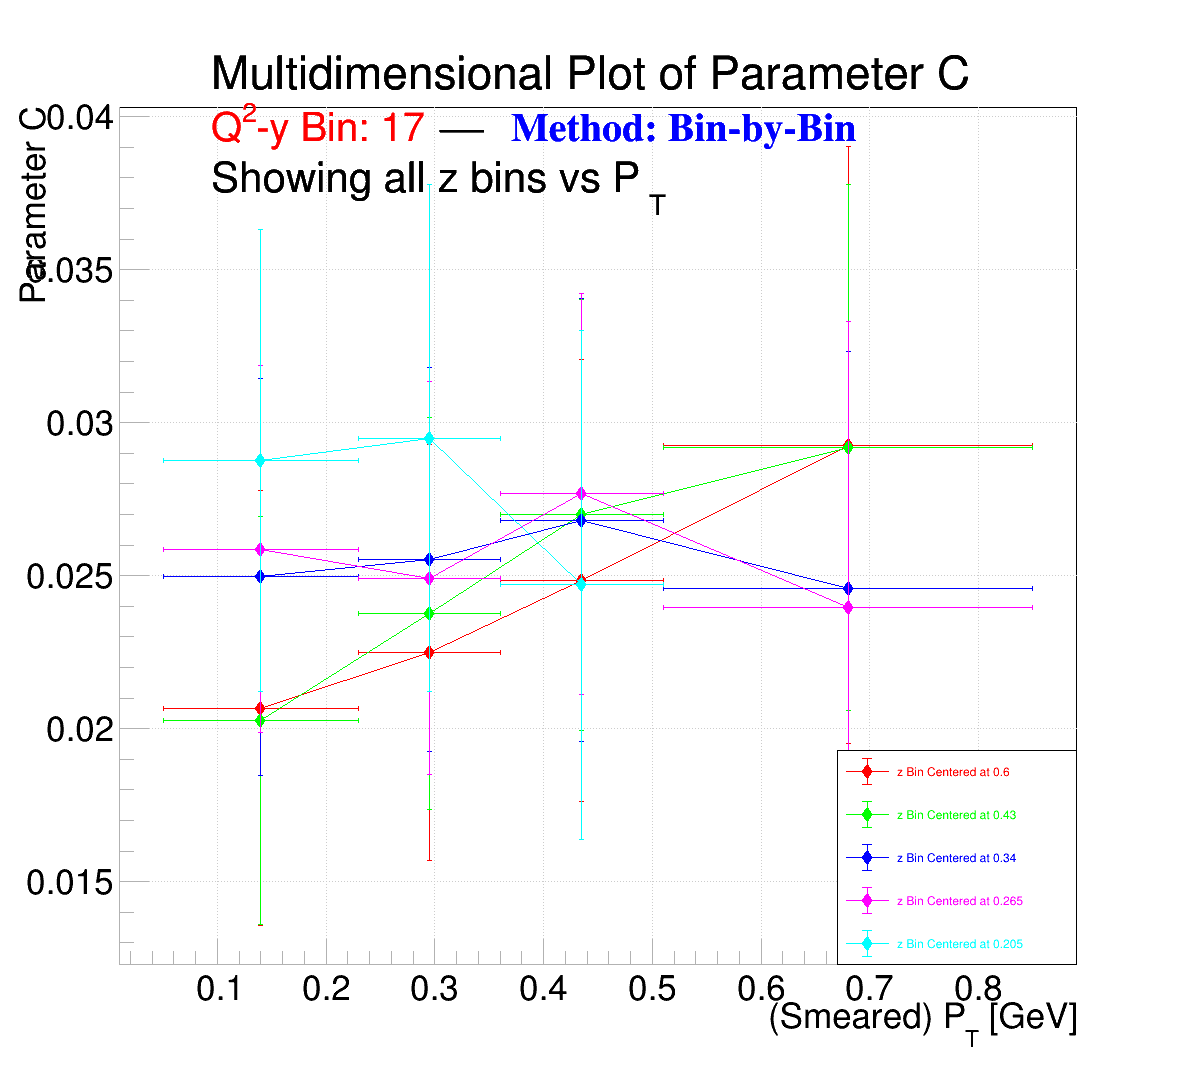 Multidimensional Plot of Parameter C
Q²-y Bin: 17 — Method: Bin-by-Bin
Showing all z bins vs P_T
Parameter C
0.04
0.035
0.03
0.025
0.02
0.015
0.1 0.2 0.3 0.4 0.5 0.6 0.7 0.8
(Smeared) P_T [GeV]
z Bin Centered at 0.6
z Bin Centered at 0.43
z Bin Centered at 0.34
z Bin Centered at 0.265
z Bin Centered at 0.205